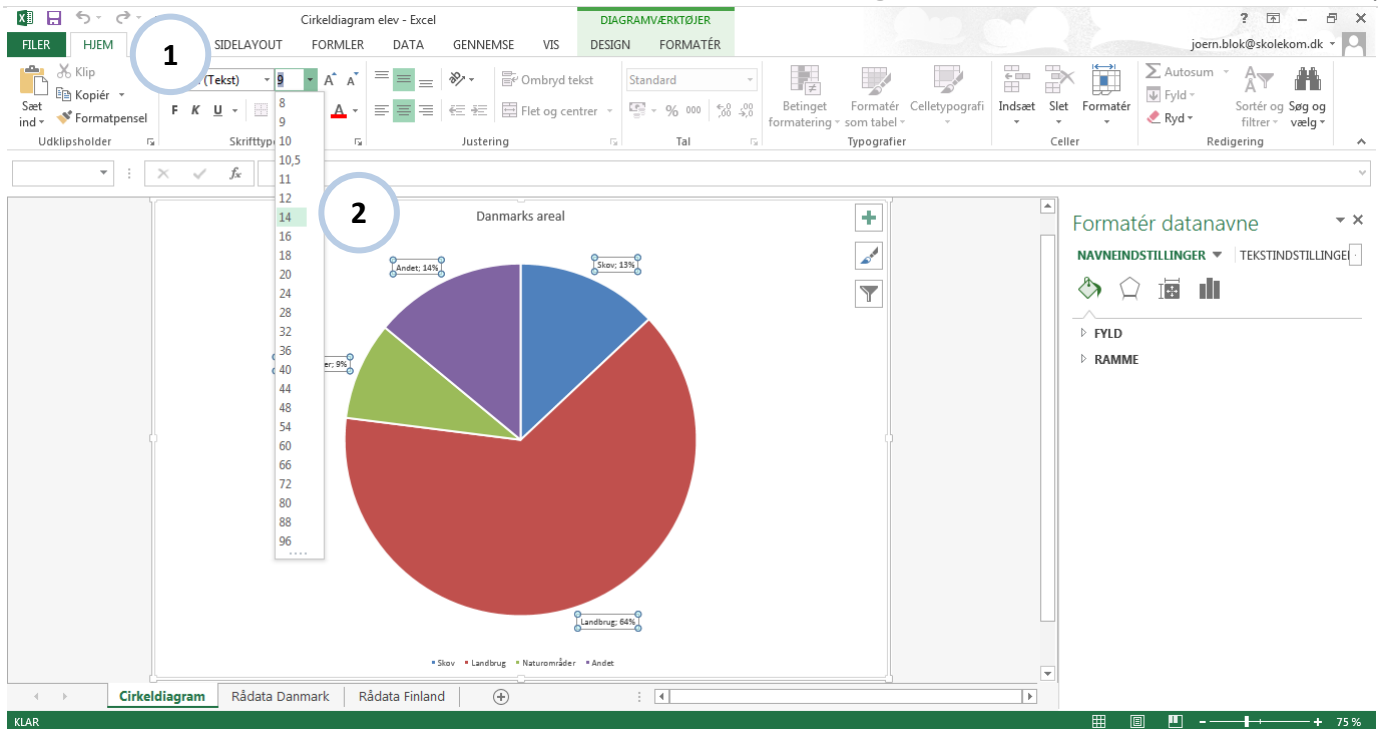 Cirkeldiagram elev - Excel
DIAGRAMVÆRKTØJER
?
FILER HJEM SIDELAYOUT FORMLER DATA GENNEMSE VIS DESIGN FORMATÉR
joern.blok@skolekom.dk
1
Klip
Kopiér
Formatpensel
Sæt
ind
Udklipsholder
(Tekst)
9
F K U
A
Ombryd tekst
Flet og centrer
Justering
Standard
% 000
Tal
Betinget
formatering
Formatér
som tabel
Celletypografi
Typografier
Indsæt Slet Formatér
Celler
Autosum
Fyld
Ryd
Sortér og
filtrer
Søg og
vælg
Redigering
fx
8
9
10
10,5
11
12
14
16
18
20
24
28
32
36
40
44
48
54
60
66
72
80
88
96
2
Danmarks areal
Andet; 14%
Skov; 13%
er; 9%
Landbrug; 64%
Skov Landbrug Naturområder Andet
Formatér datanavne
NAVNEINDSTILLINGER
TEKSTINDSTILLINGE
FYLD
RAMME
Cirkeldiagram Rådata Danmark Rådata Finland
KLAR
75 %